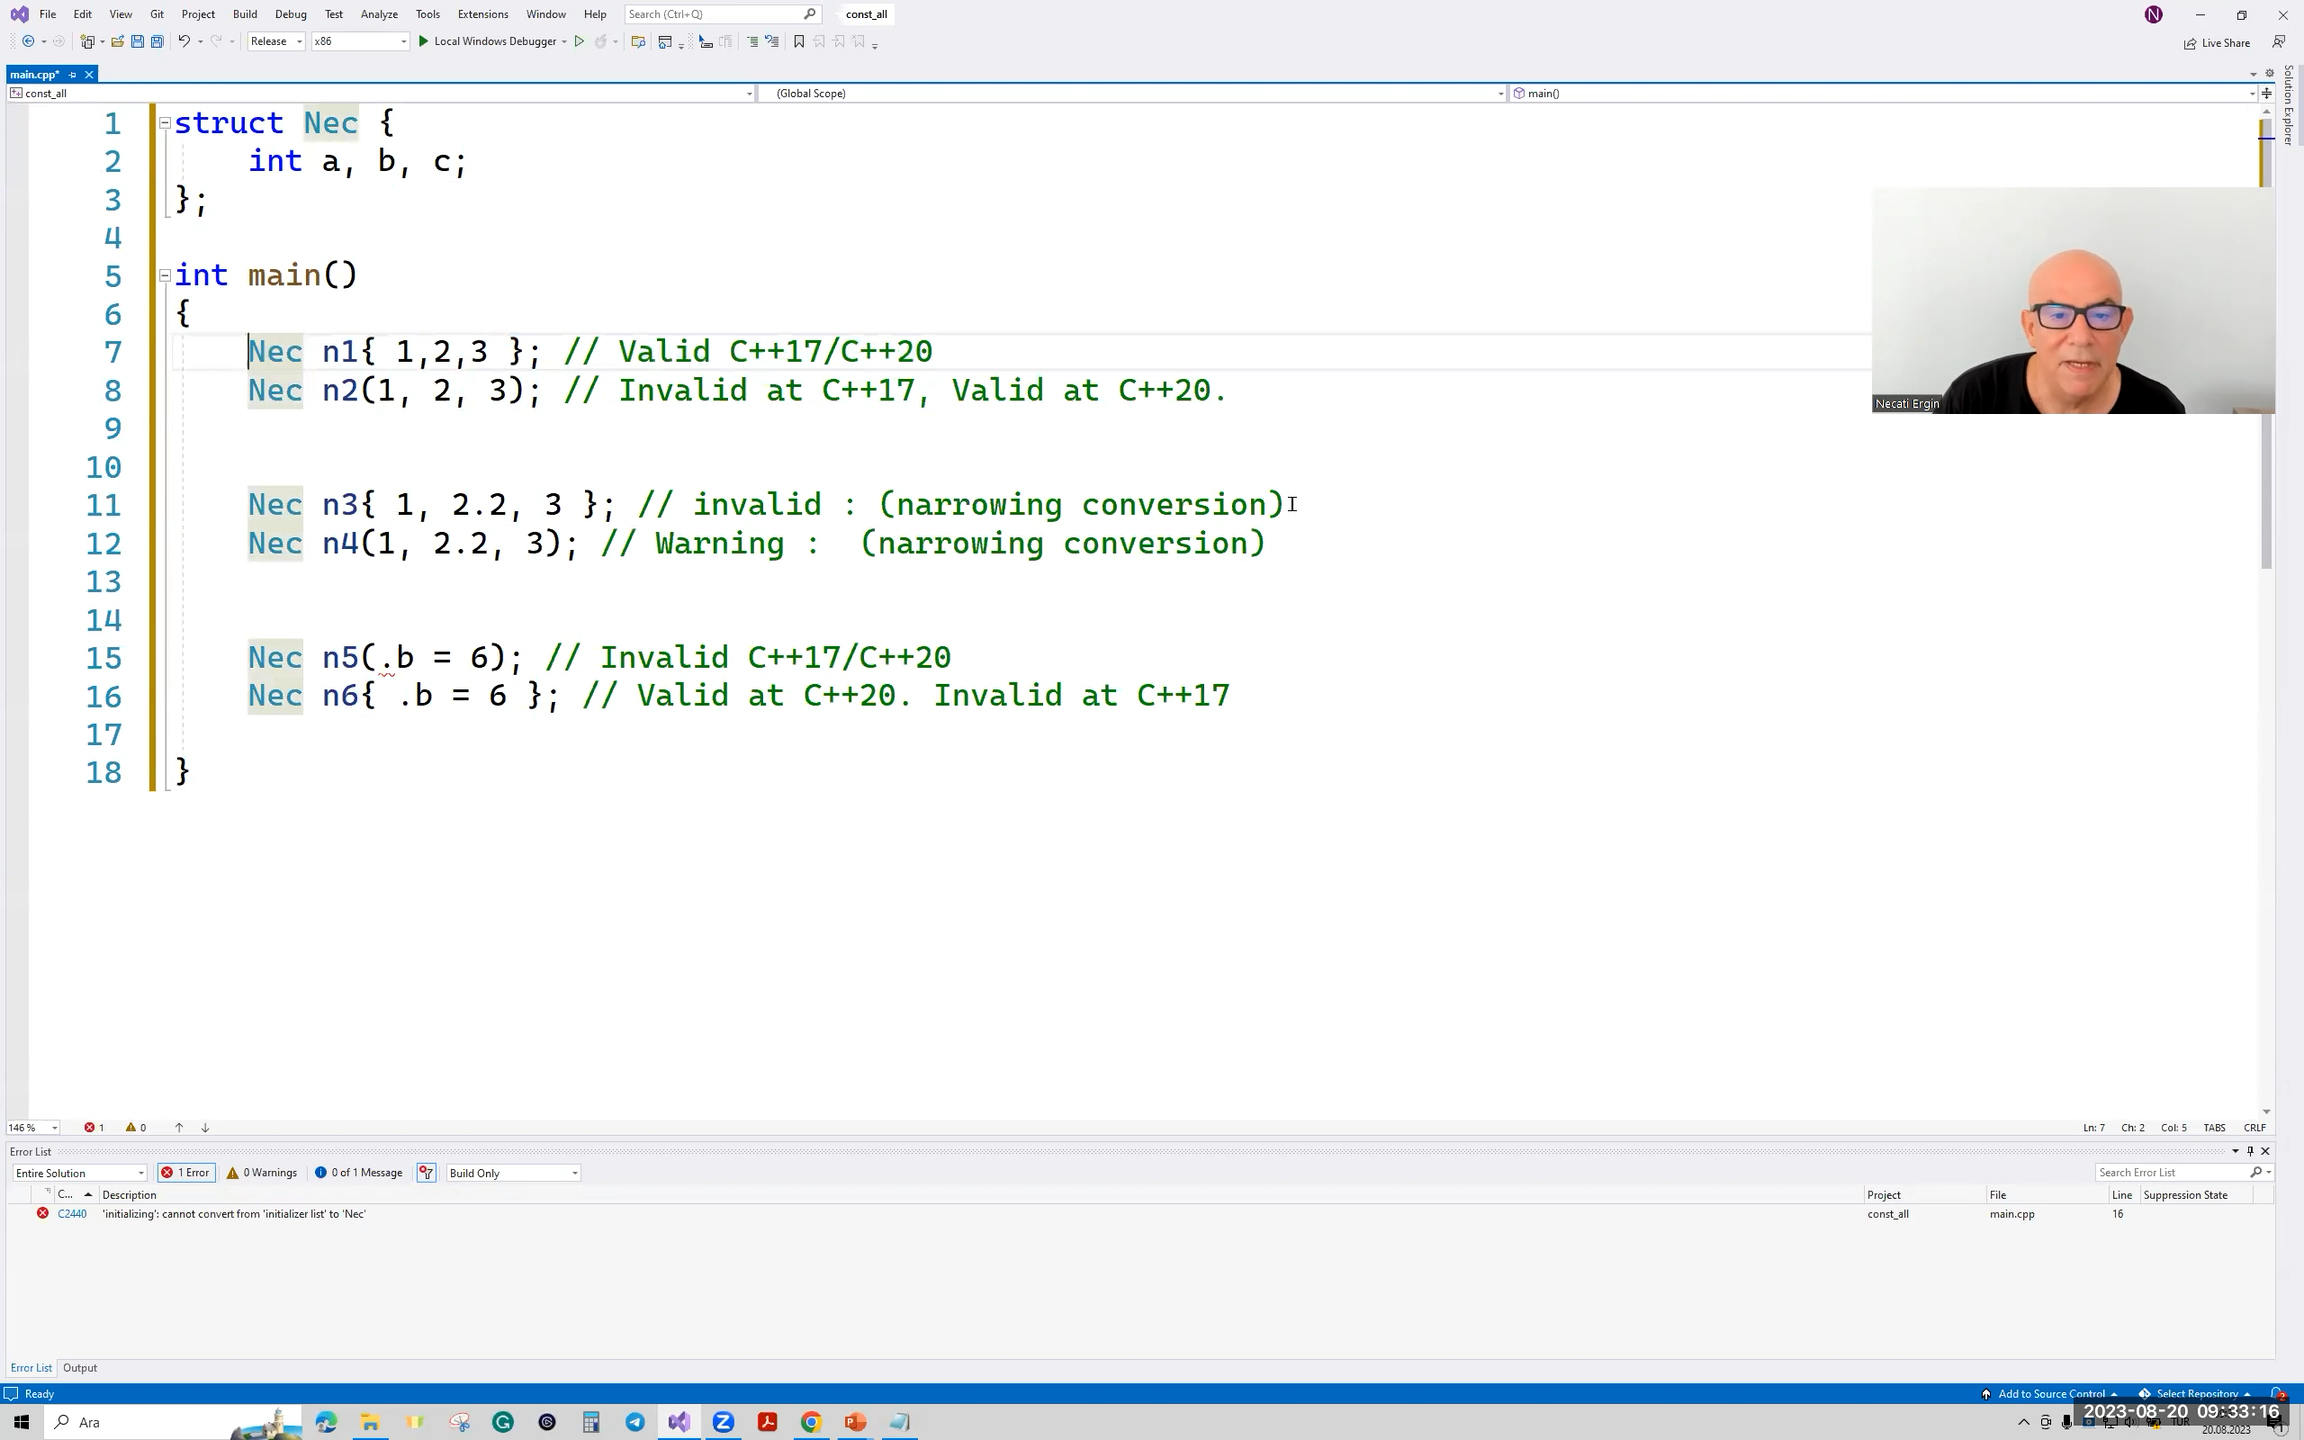 File Edit View Git Project Build Debug Test Analyze Tools Extensions Window Help Search (Ctrl+Q) const_all N
Release x86 Local Windows Debugger Live Share
main.cpp*
const_all (Global Scope) main()
Solution Explorer
1 struct Nec {
2 int a, b, c;
3 };
4
5 int main()
6 {
7 Nec n1{ 1,2,3 }; // Valid C++17/C++20
8 Nec n2(1, 2, 3); // Invalid at C++17, Valid at C++20.
9
10
11 Nec n3{ 1, 2.2, 3 }; // invalid : (narrowing conversion)
12 Nec n4(1, 2.2, 3); // Warning : (narrowing conversion)
13
14
15 Nec n5(.b = 6); // Invalid C++17/C++20
16 Nec n6{ .b = 6 }; // Valid at C++20. Invalid at C++17
17
18 }
Necati Ergin
146 % 1 0 Ln: 7 Ch: 2 Col: 5 TABS CRLF
Error List
Entire Solution 1 Error 0 Warnings 0 of 1 Message Build Only Search Error List
C... Description Project File Line Suppression State
C2440 'initializing': cannot convert from 'initializer list' to 'Nec' const_all main.cpp 16
Error List Output
Ready Add to Source Control Select Repository 2
Ara 2023-08-20 09:33:16
20.08.2023